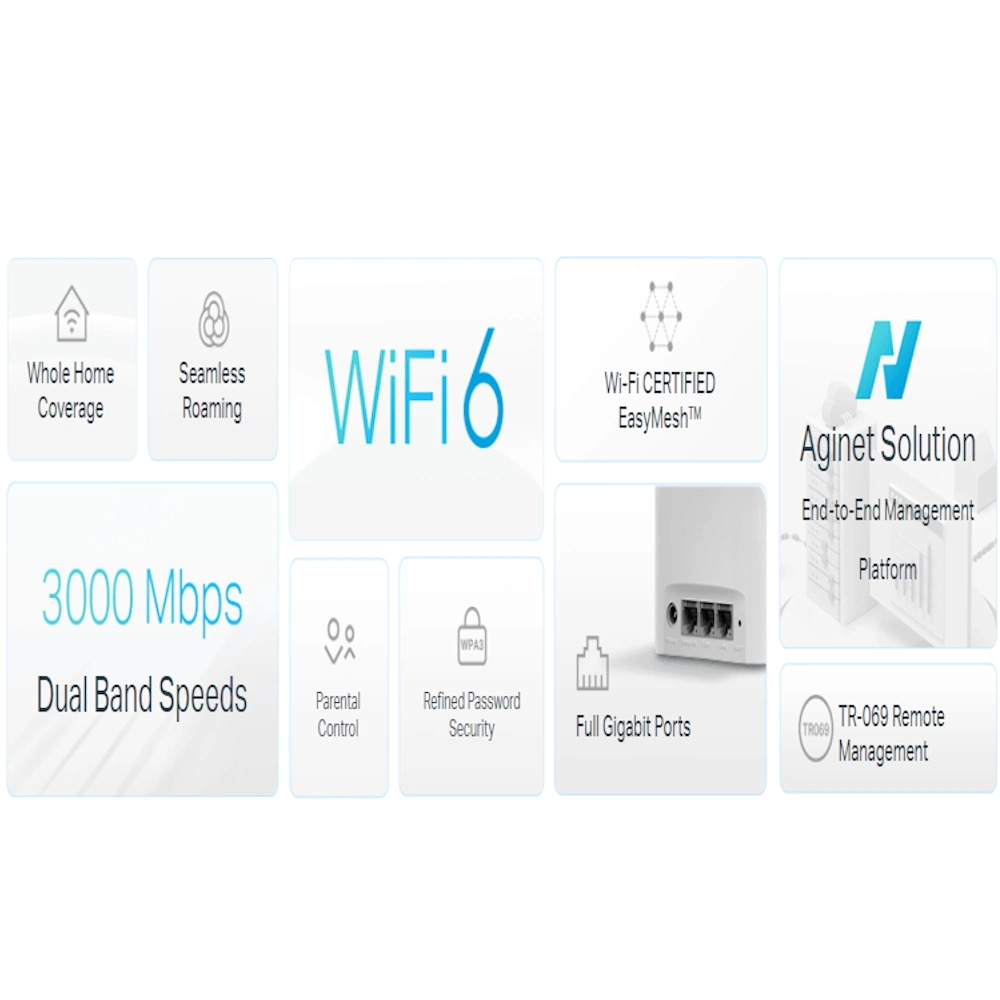 Whole Home
Coverage
Seamless
Roaming
WiFi 6
Wi-Fi CERTIFIED
EasyMesh™
Aginet Solution
End-to-End Management
Platform
3000 Mbps
Dual Band Speeds
Parental
Control
WPA3
Refined Password
Security
Full Gigabit Ports
TR069
TR-069 Remote
Management